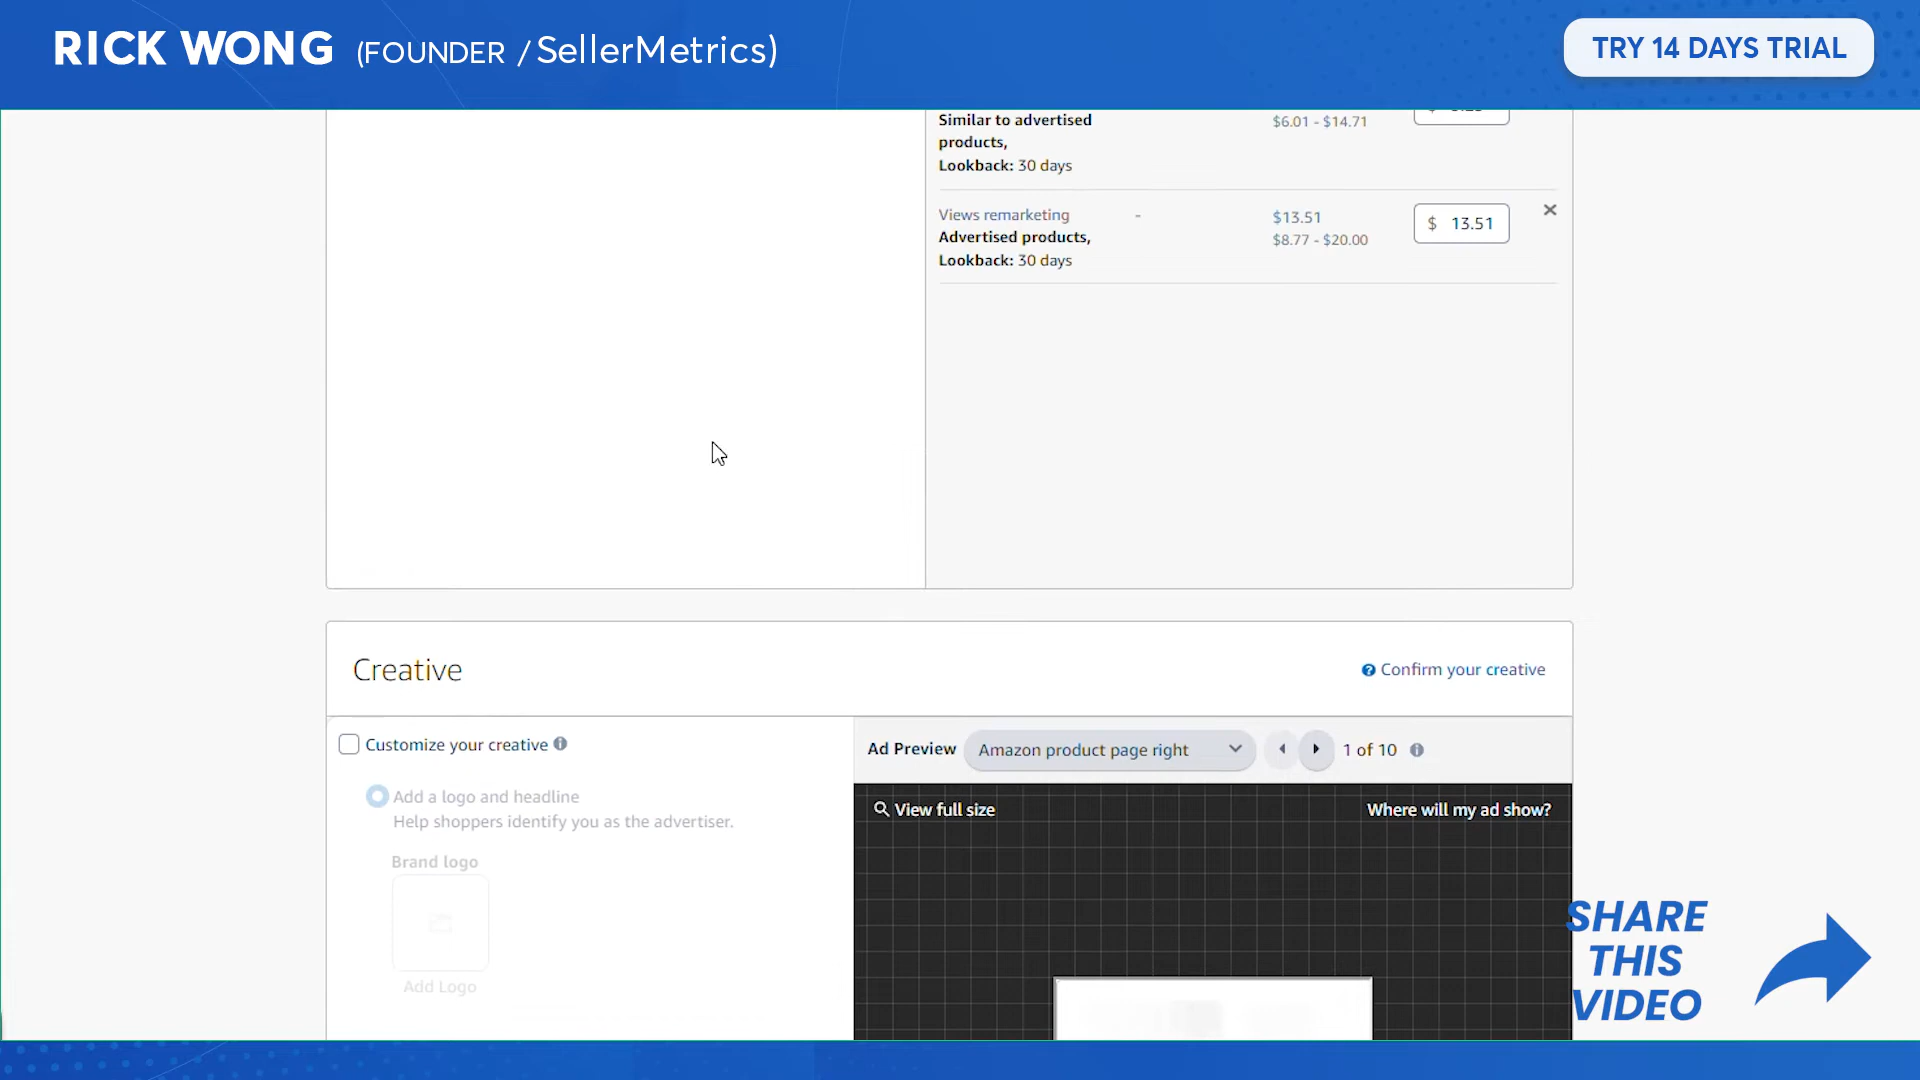 RICK WONG (FOUNDER / SellerMetrics)
TRY 14 DAYS TRIAL
Similar to advertised
products,
Lookback: 30 days
$6.01 - $14.71
Views remarketing
Advertised products,
Lookback: 30 days
-
$13.51
$8.77 - $20.00
$ 13.51
Creative
Confirm your creative
Customize your creative
Add a logo and headline
Help shoppers identify you as the advertiser.
Brand logo
Add Logo
Ad Preview
Amazon product page right
1 of 10
View full size
Where will my ad show?
SHARE
THIS
VIDEO